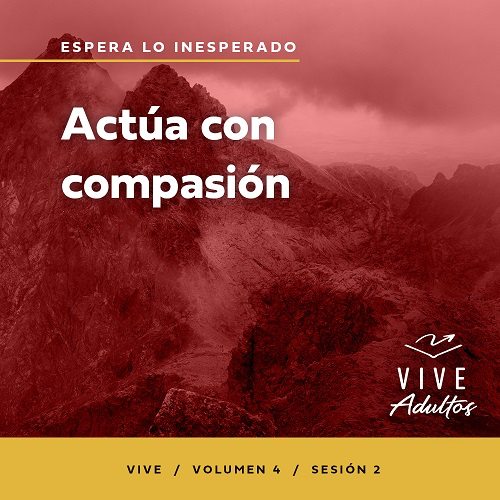 ESPERA LO INESPERADO
Actúa con
compasión
VIVE
Adultos
VIVE / VOLUMEN 4 / SESIÓN 2